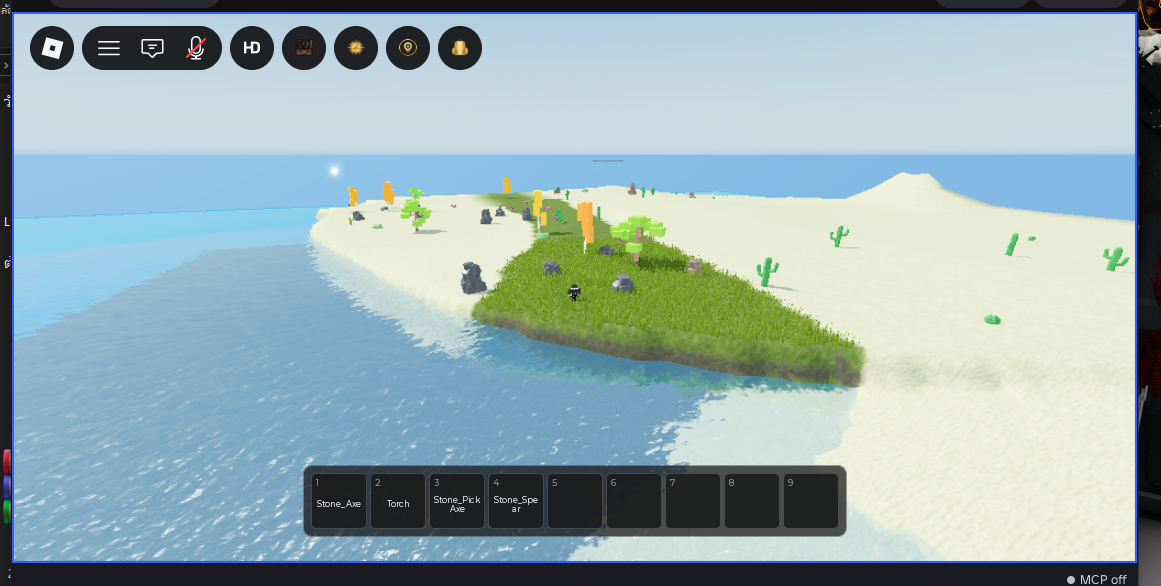 HD
1
Stone_Axe
2
Torch
3
Stone_Pick
Axe
4
Stone_Spe
ar
5
6
7
8
9
MCP off